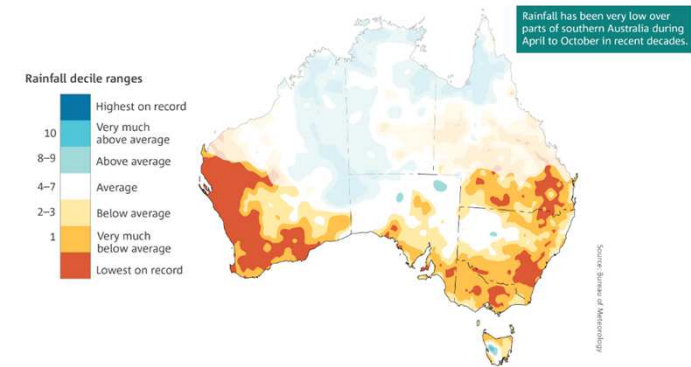 Rainfall has been very low over
parts of southern Australia during
April to October in recent decades.
Rainfall decile ranges
Highest on record
10
Very much
above average
8–9
Above average
4–7
Average
2–3
Below average
1
Very much
below average
Lowest on record
Source: Bureau of Meteorology